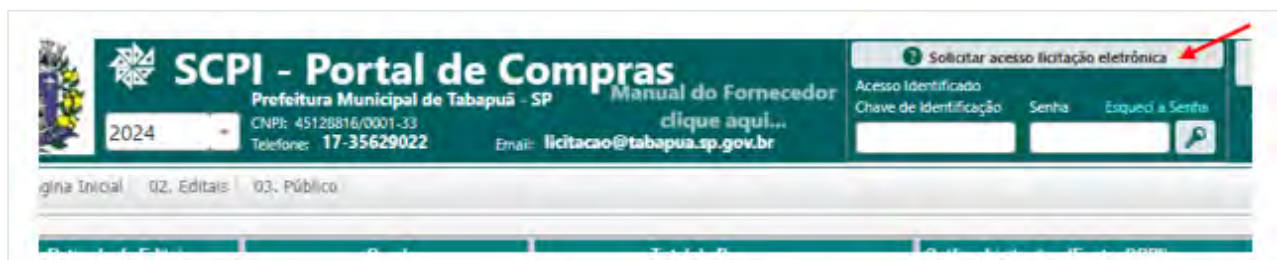 SCPI - Portal de Compras
Prefeitura Municipal de Tabapuã - SP
Manual do Fornecedor
clique aqui...
2024
CNPJ: 45128816/0001-33
Telefone: 17-35629022
Email: licitacao@tabapua.sp.gov.br
? Solicitar acesso licitação eletrônica
Acesso Identificado
Chave de Identificação Senha Esqueci a Senha
gina Inicial 02. Editais 03. Público